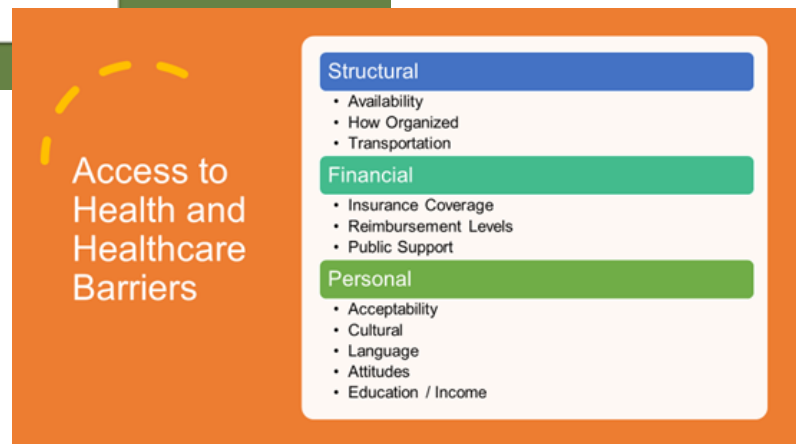 Access to
Health and
Healthcare
Barriers
Structural
• Availability
• How Organized
• Transportation
Financial
• Insurance Coverage
• Reimbursement Levels
• Public Support
Personal
• Acceptability
• Cultural
• Language
• Attitudes
• Education / Income